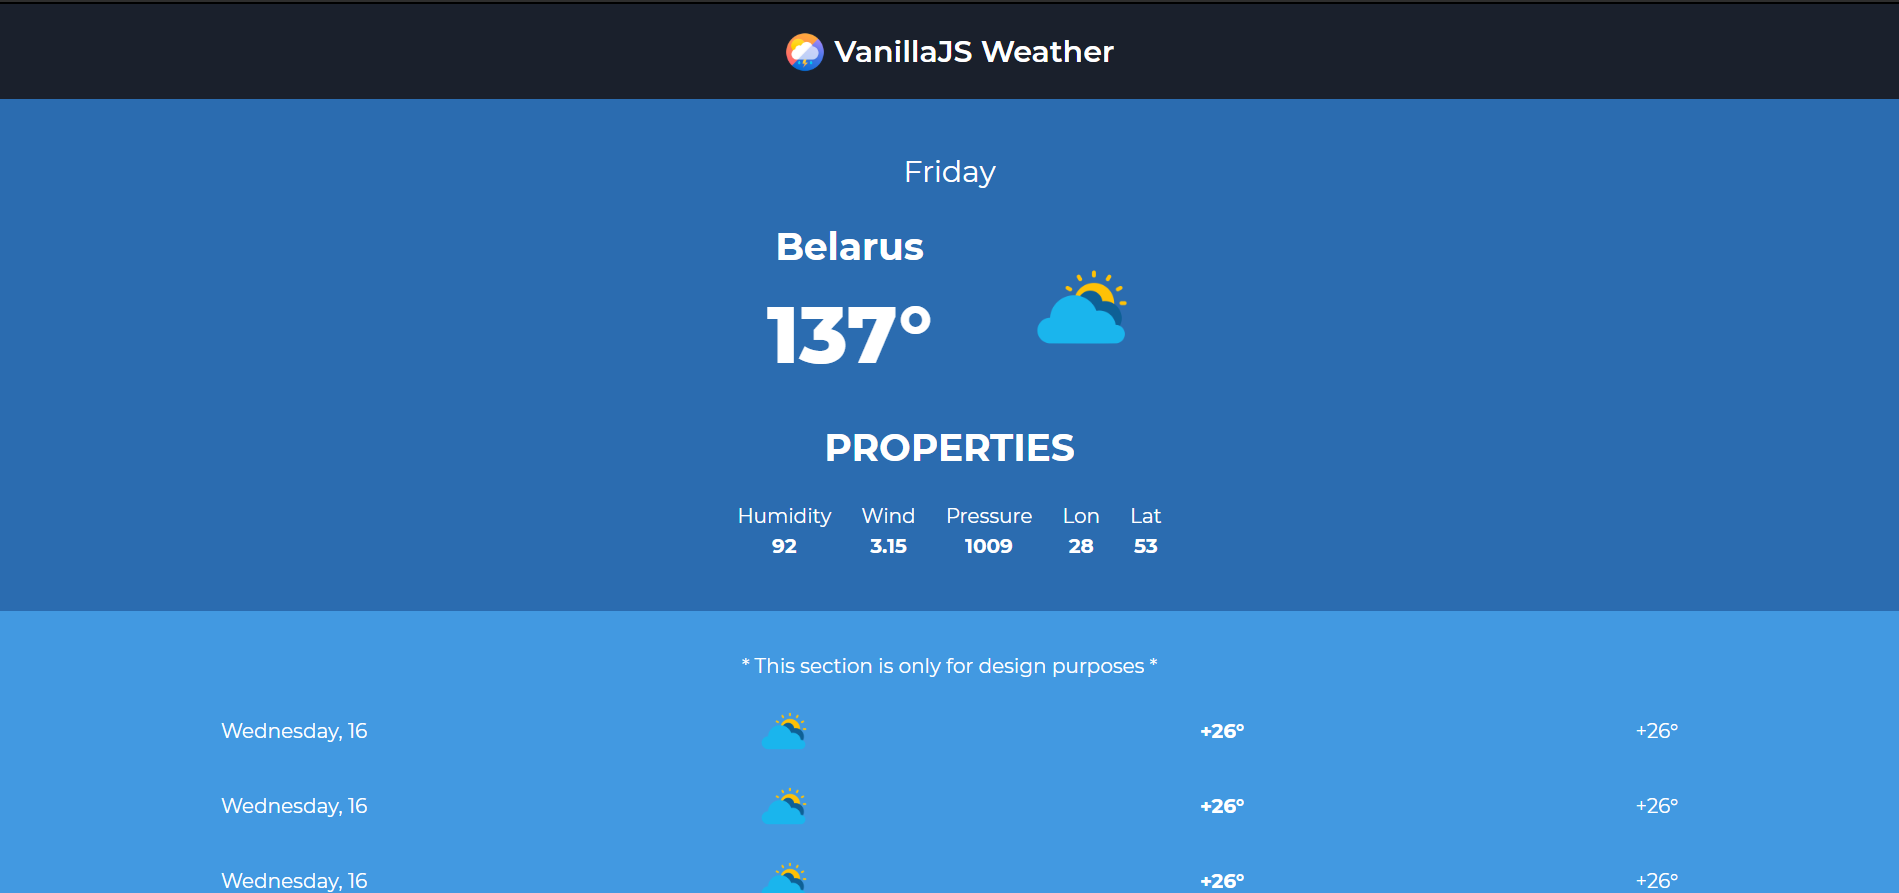 VanillaJS Weather
Friday
Belarus
137°
PROPERTIES
Humidity Wind Pressure Lon Lat
92 3.15 1009 28 53
* This section is only for design purposes *
Wednesday, 16 +26° +26°
Wednesday, 16 +26° +26°
Wednesday, 16 +26° +26°